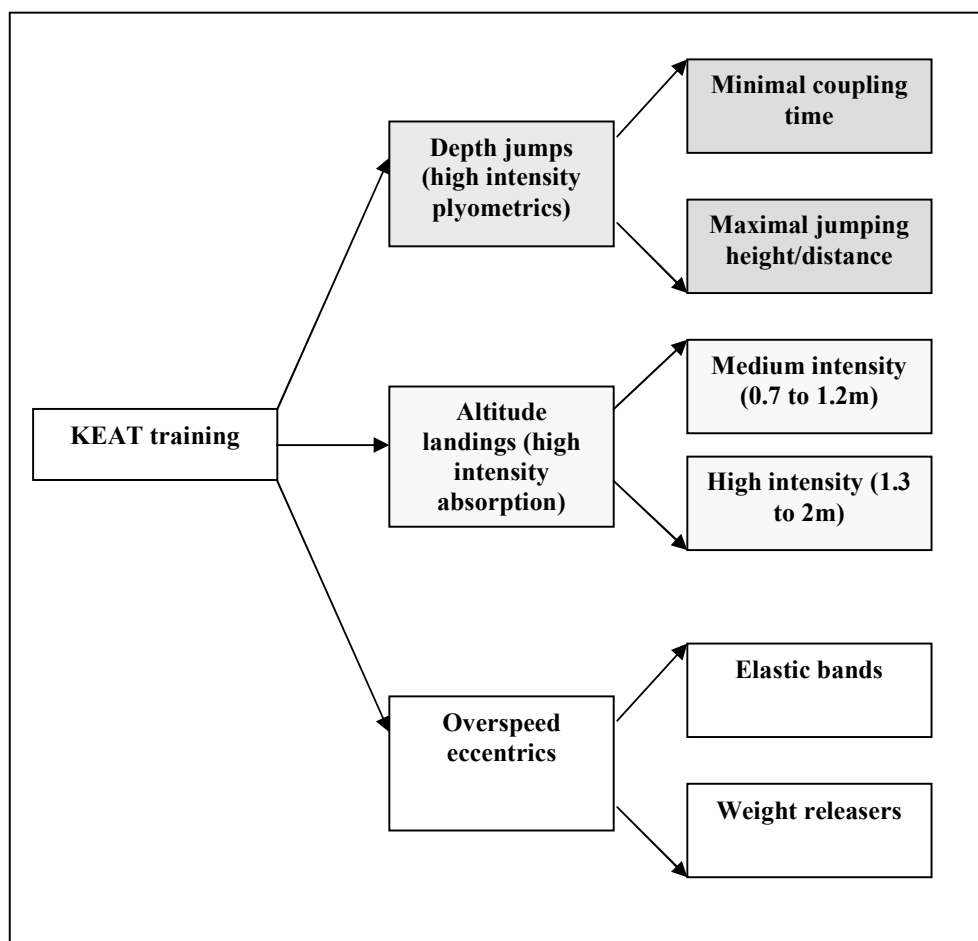 KEAT training
Depth jumps
(high intensity
plyometrics)
Minimal coupling
time
Maximal jumping
height/distance
Altitude
landings (high
intensity
absorption)
Medium intensity
(0.7 to 1.2m)
High intensity (1.3
to 2m)
Overspeed
eccentrics
Elastic bands
Weight releasers